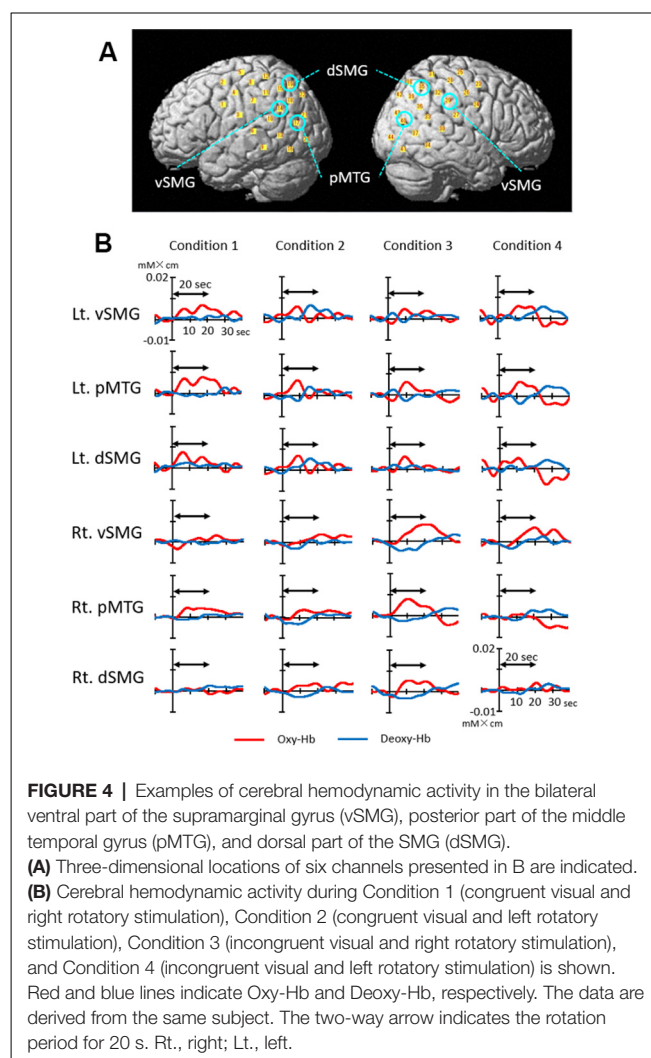 A
dSMG
vSMG
pMTG
vSMG
B
Condition 1 Condition 2 Condition 3 Condition 4
mM×cm
0.02
20 sec
Lt. vSMG
10 20 30 sec
-0.01
Lt. pMTG
Lt. dSMG
Rt. vSMG
Rt. pMTG
Rt. dSMG
0.02
20 sec
10 20 30 sec
-0.01
mM×cm
Oxy-Hb Deoxy-Hb
FIGURE 4 | Examples of cerebral hemodynamic activity in the bilateral
ventral part of the supramarginal gyrus (vSMG), posterior part of the middle
temporal gyrus (pMTG), and dorsal part of the SMG (dSMG).
(A) Three-dimensional locations of six channels presented in B are indicated.
(B) Cerebral hemodynamic activity during Condition 1 (congruent visual and
right rotatory stimulation), Condition 2 (congruent visual and left rotatory
stimulation), Condition 3 (incongruent visual and right rotatory stimulation),
and Condition 4 (incongruent visual and left rotatory stimulation) is shown.
Red and blue lines indicate Oxy-Hb and Deoxy-Hb, respectively. The data are
derived from the same subject. The two-way arrow indicates the rotation
period for 20 s. Rt., right; Lt., left.